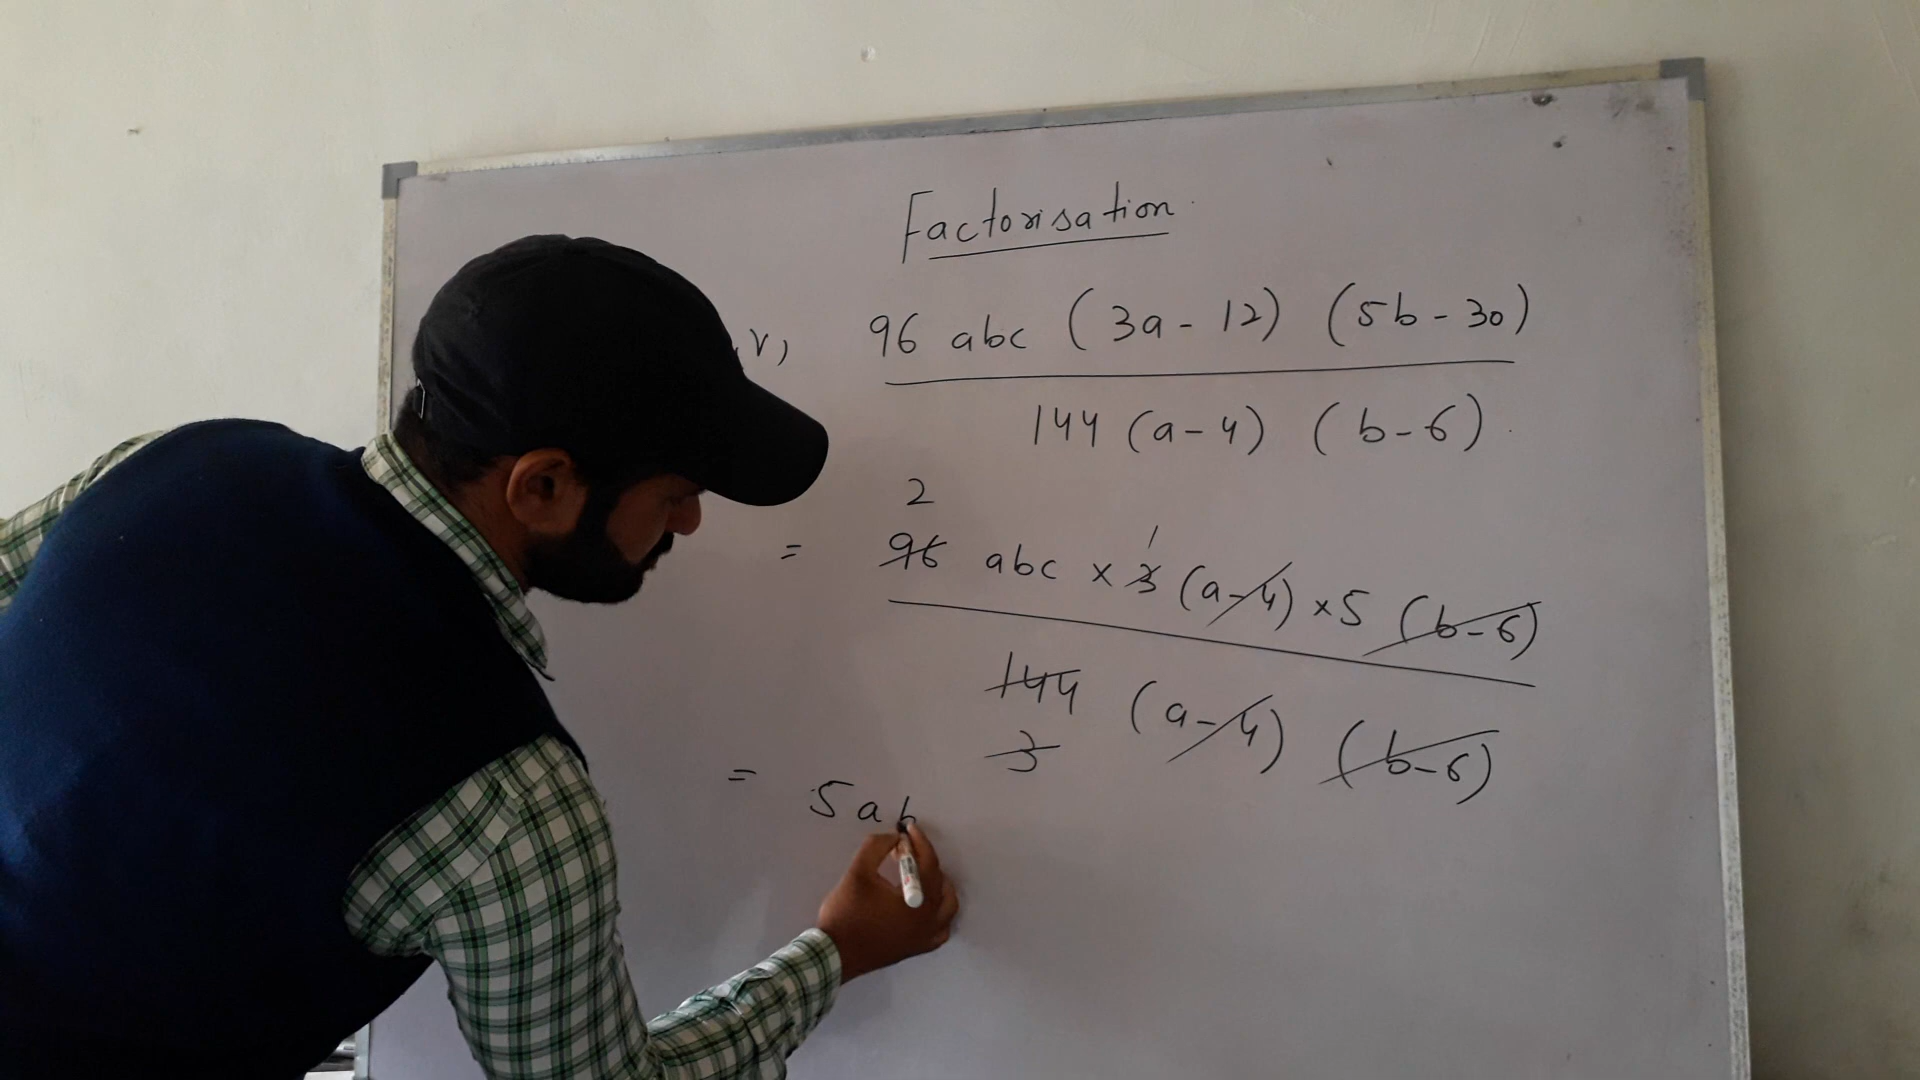 Factorisation
v) 96 abc (3a - 12) (5b - 30)
144 (a - 4) (b - 6)
2 1
= 96 abc × 3 (a - 4) × 5 (b - 6)
144 (a - 4) (b - 6)
3
= 5ab